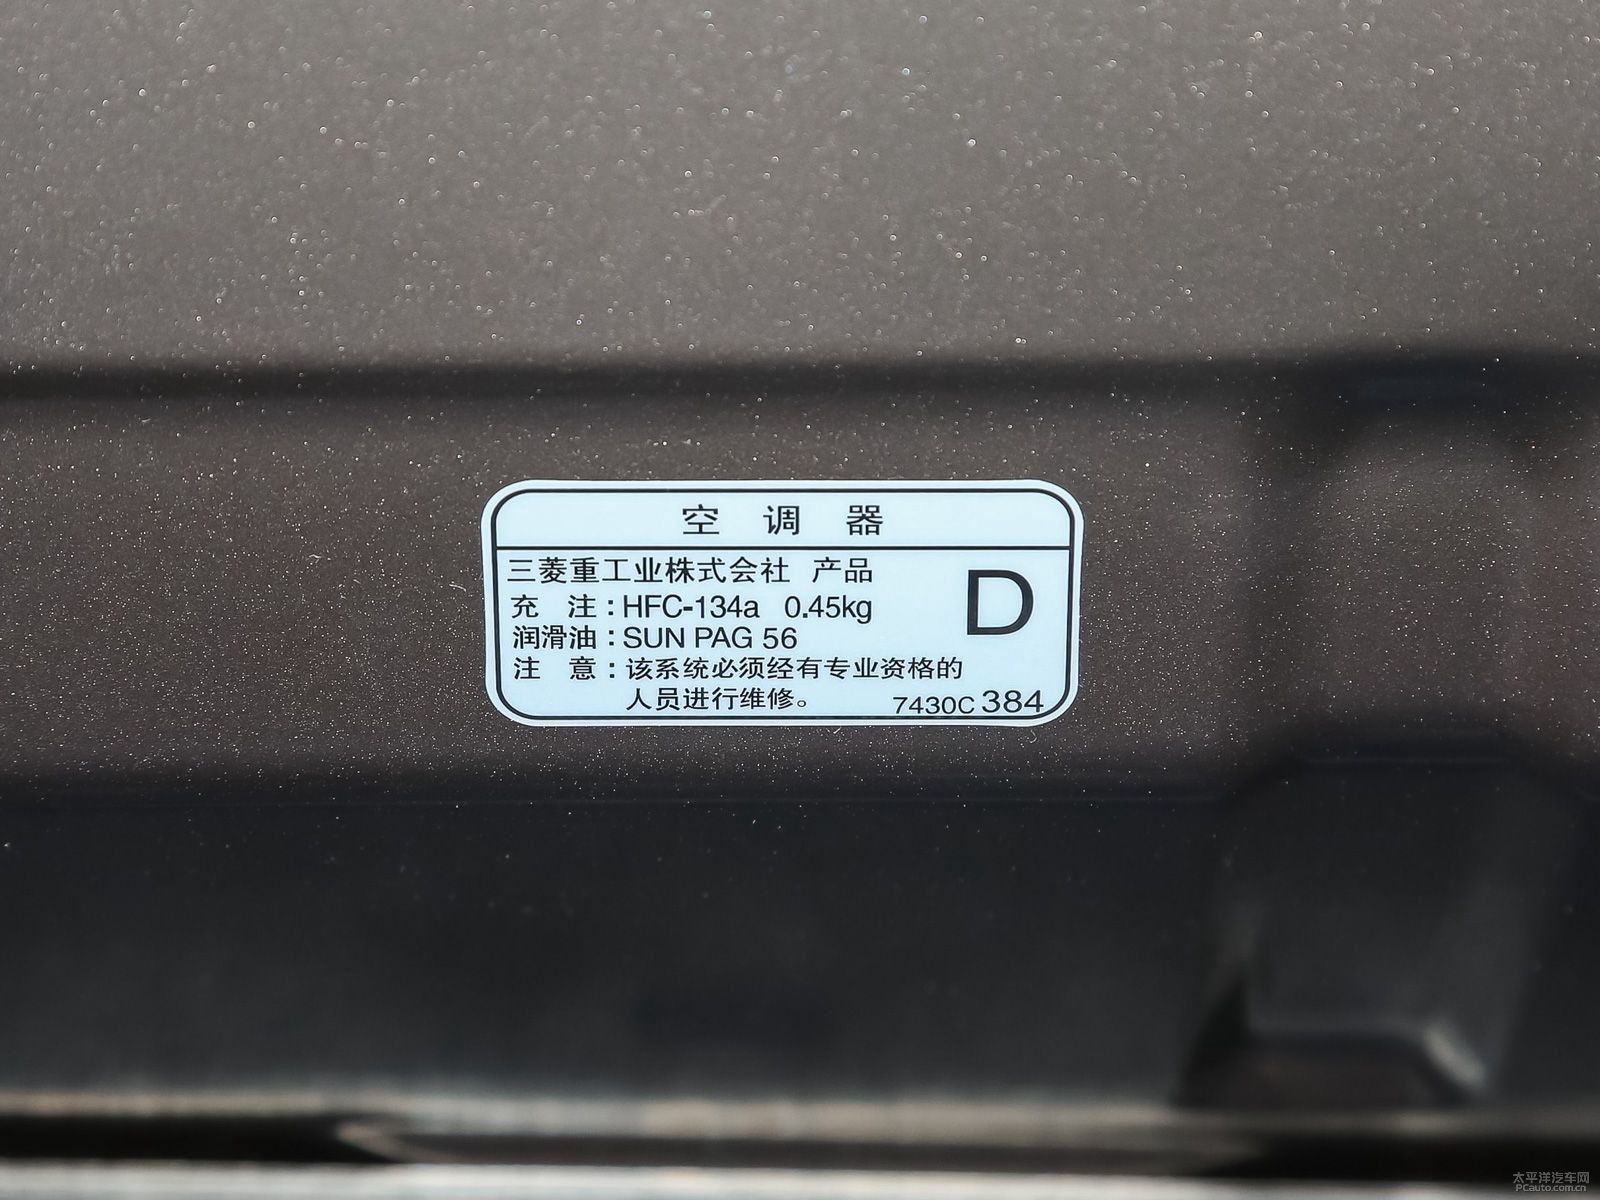 空 调 器
三菱重工业株式会社 产品
D
充 注：HFC-134a 0.45kg
润滑油：SUN PAG 56
注 意：该系统必须经有专业资格的
人员进行维修。
7430C 384
太平洋汽车网
PCauto.com.cn